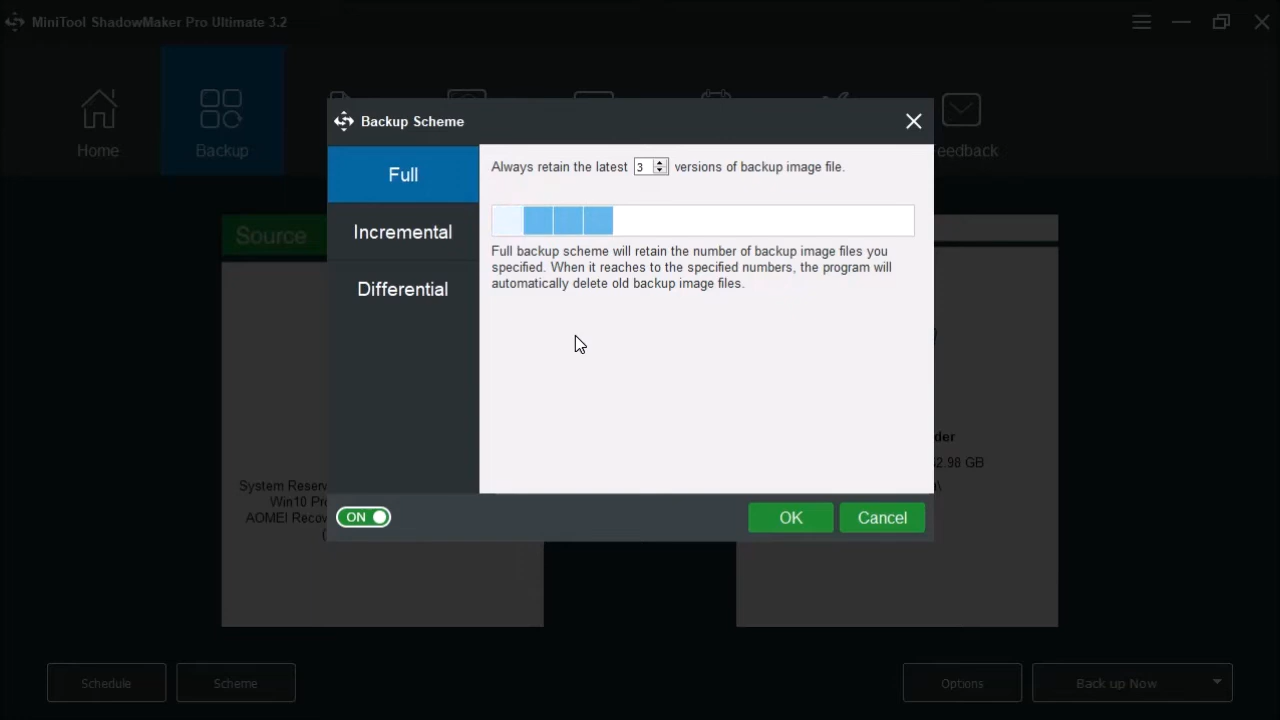 MiniTool ShadowMaker Pro Ultimate 3.2
Home
Backup
eedback
Backup Scheme
Full
Incremental
Differential
Always retain the latest 3 versions of backup image file.
Full backup scheme will retain the number of backup image files you
specified. When it reaches to the specified numbers, the program will
automatically delete old backup image files.
Source
System Reserv
Win10 Pro
AOMEI Recov
(
der
2.98 GB
\
ON
OK
Cancel
Schedule
Scheme
Options
Back up Now